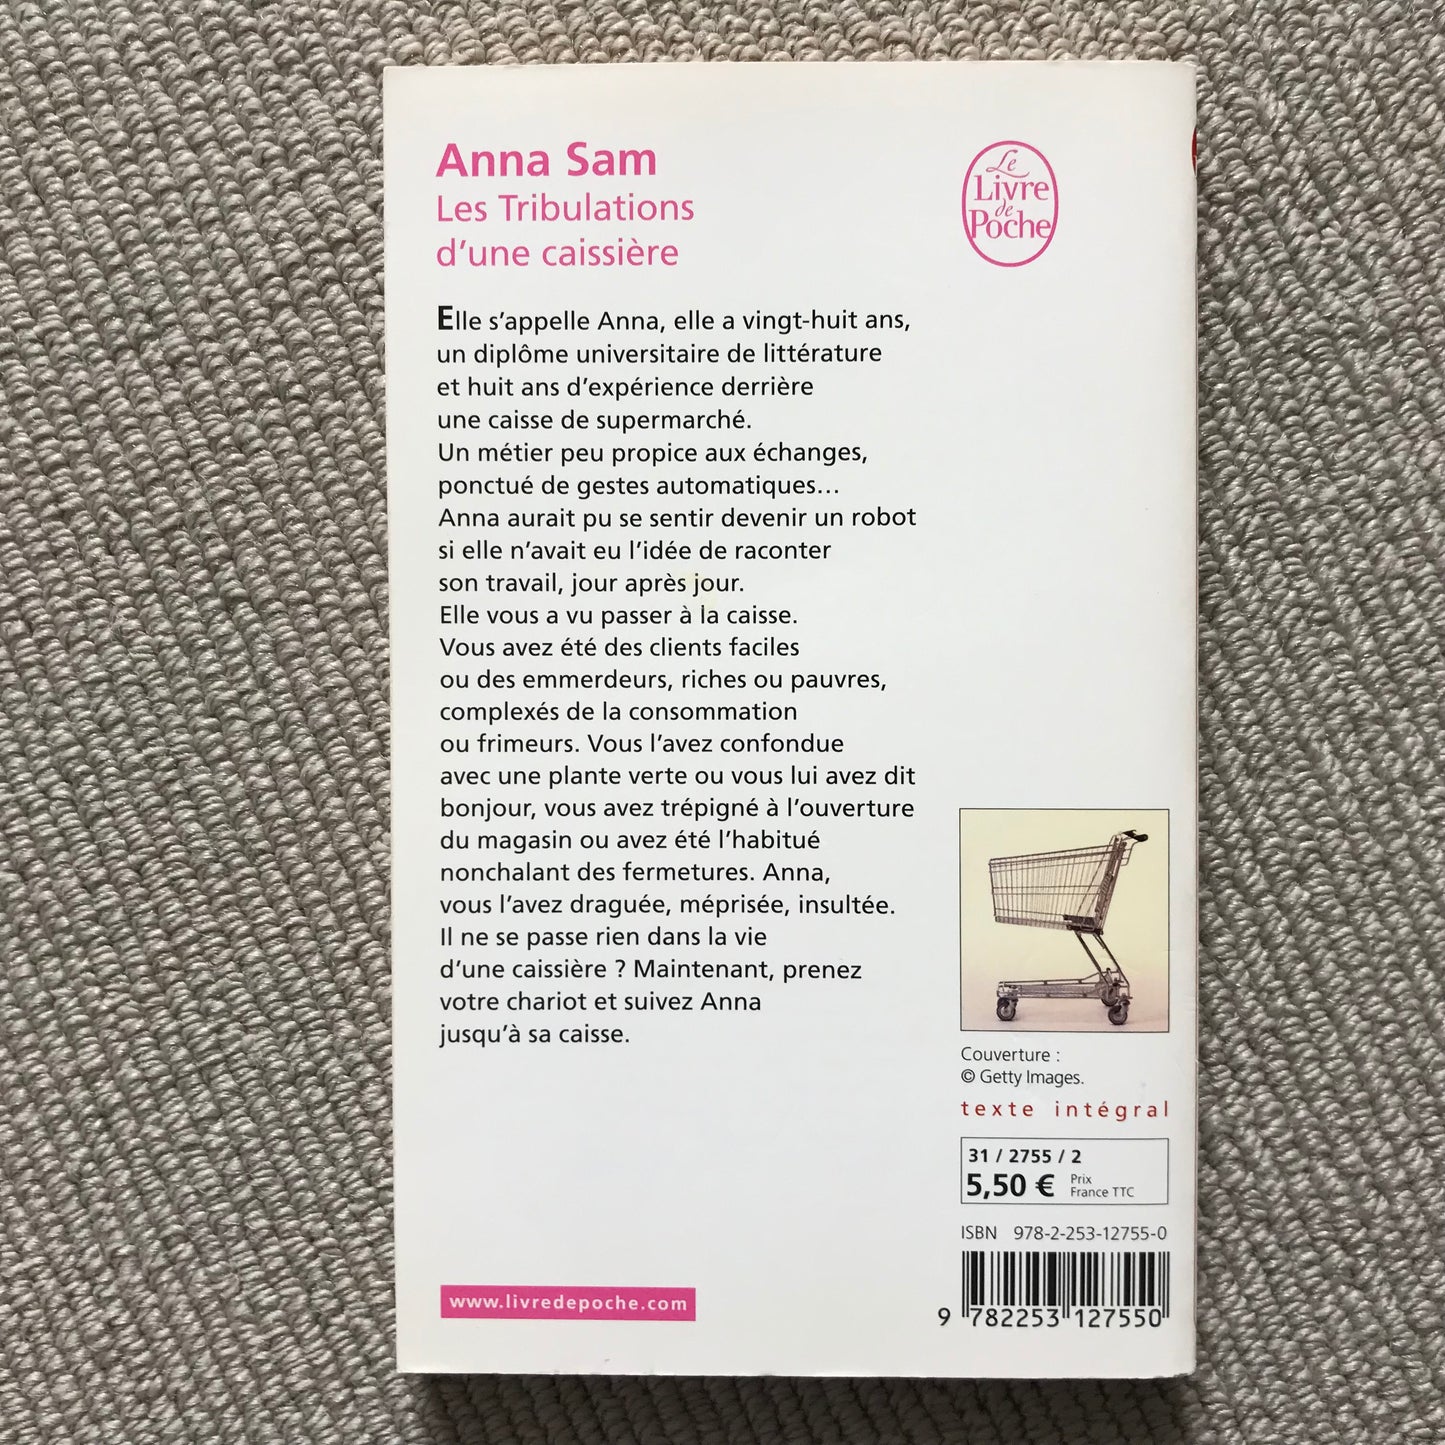 Anna Sam
Les Tribulations
d'une caissière
Le
Livre
de
Poche
Elle s'appelle Anna, elle a vingt-huit ans,
un diplôme universitaire de littérature
et huit ans d'expérience derrière
une caisse de supermarché.
Un métier peu propice aux échanges,
ponctué de gestes automatiques...
Anna aurait pu se sentir devenir un robot
si elle n'avait eu l'idée de raconter
son travail, jour après jour.
Elle vous a vu passer à la caisse.
Vous avez été des clients faciles
ou des emmerdeurs, riches ou pauvres,
complexés de la consommation
ou frimeurs. Vous l'avez confondue
avec une plante verte ou vous lui avez dit
bonjour, vous avez trépigné à l'ouverture
du magasin ou avez été l'habitué
nonchalant des fermetures. Anna,
vous l'avez draguée, méprisée, insultée.
Il ne se passe rien dans la vie
d'une caissière ? Maintenant, prenez
votre chariot et suivez Anna
jusqu'à sa caisse.
Couverture :
© Getty Images.
texte intégral
31 / 2755 / 2
5,50 € Prix
France TTC
ISBN 978-2-253-12755-0
9 782253 127550
www.livredepoche.com